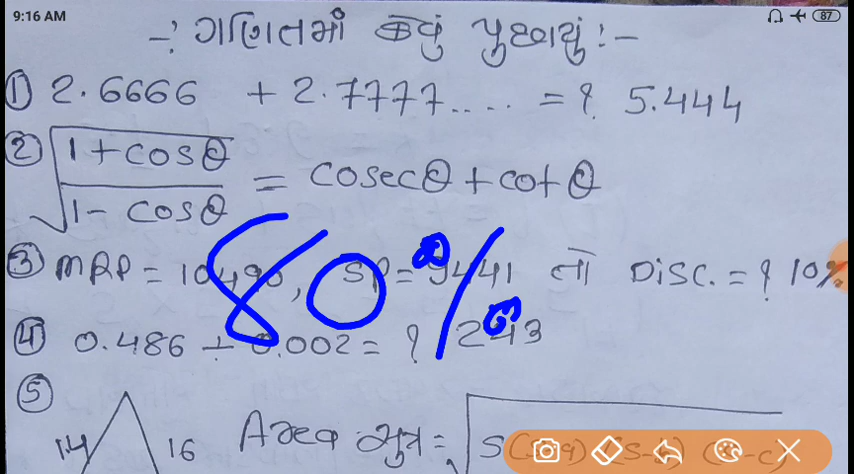 9:16 AM 87
-: ગણિતમાં કેવું પુછાયું :-
① 2.6666 + 2.7777.... = ? 5.444
② √1+cosθ / 1-cosθ = cosecθ + cotθ
③ MRP = 10490, SP = 9441 તો DISC. = ? 10%
80%
④ 0.486 ÷ 0.002 = ? 243
⑤
14 16 Area સુત્ર = √S(S-a)(S-b)(S-c)